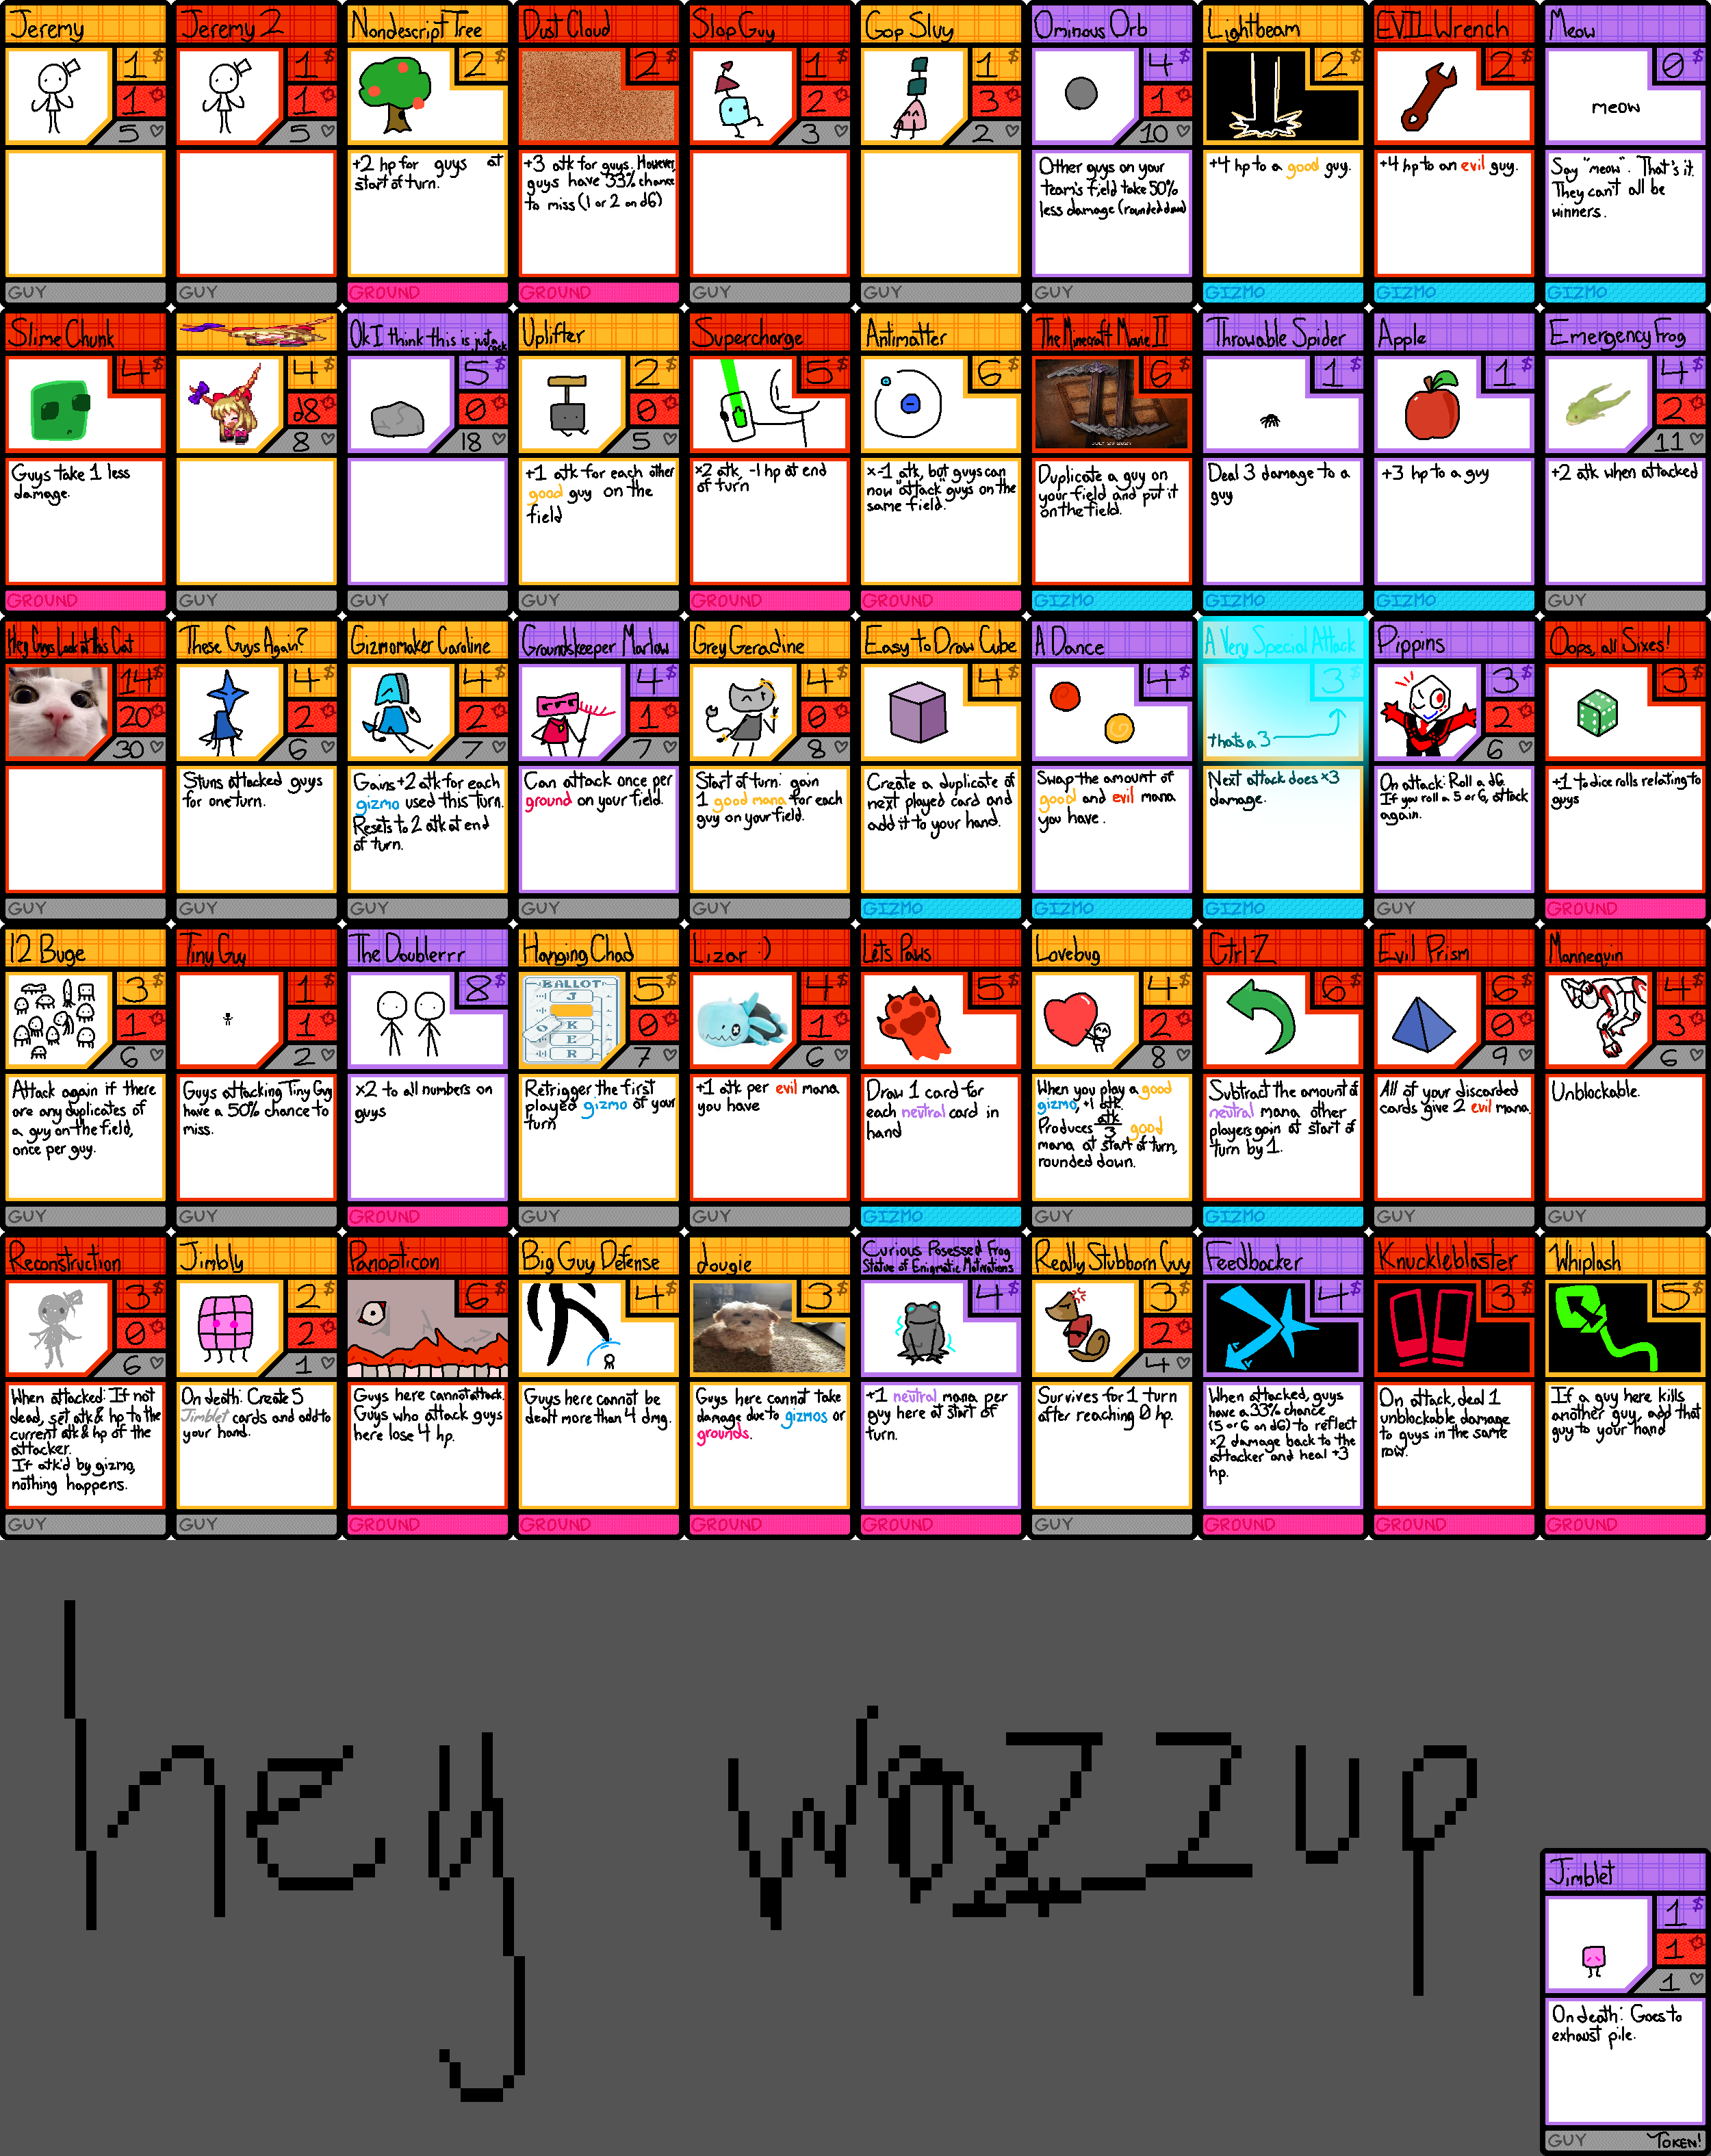 Jeremy
1$
1
5
GUY
Jeremy 2
1$
1
5
GUY
Nondescript Tree
2$
+2 hp for guys at
start of turn.
GROUND
Dust Cloud
2$
+3 atk for guys. However,
guys have 33% chance
to miss (1 or 2 on d6)
GROUND
Slop Guy
1$
2
3
GUY
Gop Sluy
1$
3
2
GUY
Ominous Orb
4$
1
10
Other guys on your
team's field take 50%
less damage (rounded down)
GUY
Lightbeam
2$
+4 hp to a good guy.
GIZMO
EVIL Wrench
2$
+4 hp to an evil guy.
GIZMO
Meow
0$
meow
Say "meow". That's it.
They can't all be
winners.
GIZMO
Slime Chunk
4$
Guys take 1 less
damage.
GROUND
4$
d8
8
GUY
Ok I think this is just a
rock
5$
0
18
GUY
Uplifter
2$
0
5
+1 atk for each other
good guy on the
field
GUY
Supercharge
5$
x2 atk, -1 hp at end
of turn
GROUND
Antimatter
6$
x-1 atk, but guys can
now "attack" guys on the
same field.
GROUND
The Minecraft Movie II
6$
JULY 23 2027
Duplicate a guy on
your field and put it
on the field.
GIZMO
Throwable Spider
1$
Deal 3 damage to a
guy
GIZMO
Apple
1$
+3 hp to a guy
GIZMO
Emergency Frog
4$
2
11
+2 atk when attacked
GUY
Hey Guys Look at this Cat
14$
20
30
GUY
These Guys Again?
4$
2
6
Stuns attacked guys
for one turn.
GUY
Gizmomaker Caroline
4$
2
7
Gains +2 atk for each
gizmo used this turn.
Resets to 2 atk at end
of turn.
GUY
Groundskeeper Marlow
4$
1
7
Can attack once per
ground on your field.
GUY
Grey Geradine
4$
0
8
Start of turn: gain
1 good mana for each
guy on your field.
GUY
Easy to Draw Cube
4$
Create a duplicate of
next played card and
add it to your hand.
GIZMO
A Dance
4$
Swap the amount of
good and evil mana
you have.
GIZMO
A Very Special Attack
3$
thats a 3
Next attack does x3
damage.
GIZMO
Pippins
3$
2
6
On attack: Roll a d6.
If you roll a 5 or 6, attack
again.
GUY
Oops, all Sixes!
3$
+1 to dice rolls relating to
guys
GROUND
12 Buge
3$
1
6
Attack again if there
are any duplicates of
a guy on the field,
once per guy.
GUY
Tiny Guy
1$
1
2
Guys attacking Tiny Guy
have a 50% chance to
miss.
GUY
The Doublerrr
8$
x2 to all numbers on
guys
GROUND
Hanging Chad
5$
0
7
BALLOT
J
O
K
E
R
Retrigger the first
played gizmo of your
turn
GUY
Lizar :)
4$
1
6
+1 atk per evil mana
you have
GUY
Lets Paws
5$
Draw 1 card for
each neutral card in
hand
GIZMO
Lovebug
4$
2
8
When you play a good
gizmo, +1 atk.
Produces atk
3 good
mana at start of turn,
rounded down.
GUY
Ctrl-Z
6$
Subtract the amount of
neutral mana other
players gain at start of
turn by 1.
GIZMO
Evil Prism
6$
0
9
All of your discarded
cards give 2 evil mana.
GUY
Mannequin
4$
3
6
Unblockable.
GUY
Reconstruction
3$
0
6
When attacked: If not
dead, set atk & hp to the
current atk & hp of the
attacker.
If atk'd by gizmo,
nothing happens.
GUY
Jimbly
2$
2
1
On death: Create 5
Jimblet cards and add to
your hand.
GUY
Panopticon
6$
Guys here cannot attack.
Guys who attack guys
here lose 4 hp.
GROUND
Big Guy Defense
4$
Guys here cannot be
dealt more than 4 dmg.
GROUND
dougie
3$
Guys here cannot take
damage due to gizmos or
grounds.
GROUND
Curious Posessed Frog
Statue of Enigmatic Motivations
4$
+1 neutral mana per
guy here at start of
turn.
GROUND
Really Stubborn Guy
3$
2
4
Survives for 1 turn
after reaching 0 hp.
GUY
Feedbacker
4$
When attacked, guys
have a 33% chance
(5 or 6 on d6) to reflect
x2 damage back to the
attacker and heal +3
hp.
GROUND
Knuckleblaster
3$
On attack, deal 1
unblockable damage
to guys in the same
row.
GROUND
Whiplash
5$
If a guy here kills
another guy, add that
guy to your hand
GROUND
hey wazzup
Jimblet
1$
1
1
On death: Goes to
exhaust pile.
GUY
TOKEN!